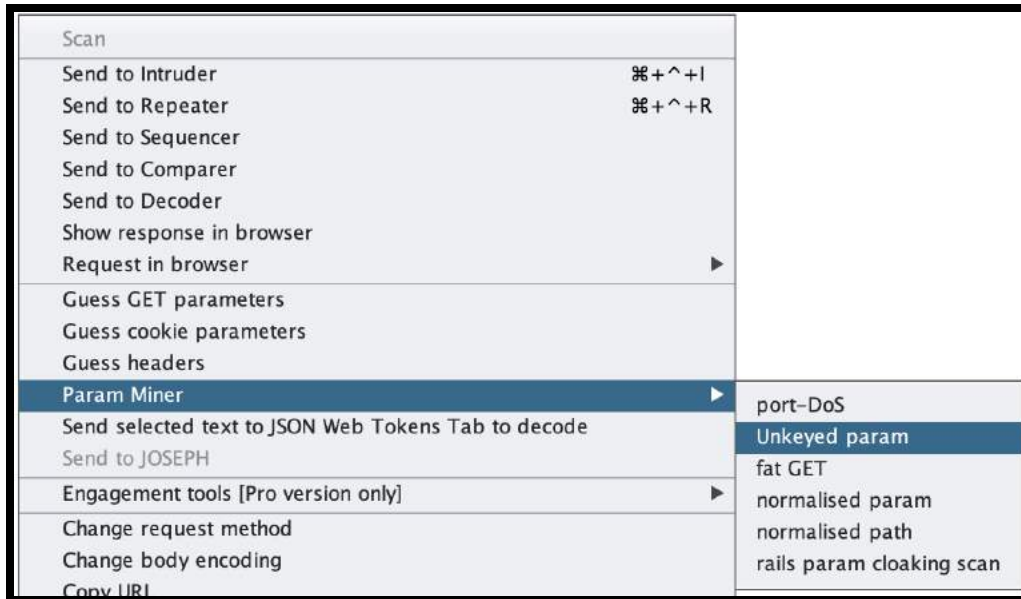 Scan
Send to Intruder ⌘+^+I
Send to Repeater ⌘+^+R
Send to Sequencer
Send to Comparer
Send to Decoder
Show response in browser
Request in browser
Guess GET parameters
Guess cookie parameters
Guess headers
Param Miner
port-DoS
Send selected text to JSON Web Tokens Tab to decode
Unkeyed param
Send to JOSEPH
fat GET
Engagement tools [Pro version only]
normalised param
Change request method
normalised path
Change body encoding
rails param cloaking scan
Copy URL